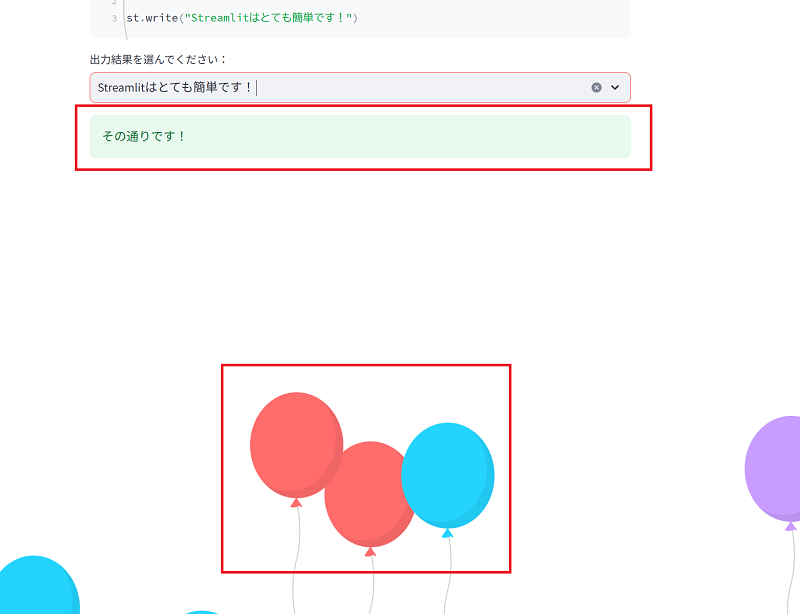 2
3 st.write("Streamlitはとても簡単です！")
出力結果を選んでください：
Streamlitはとても簡単です！
その通りです！